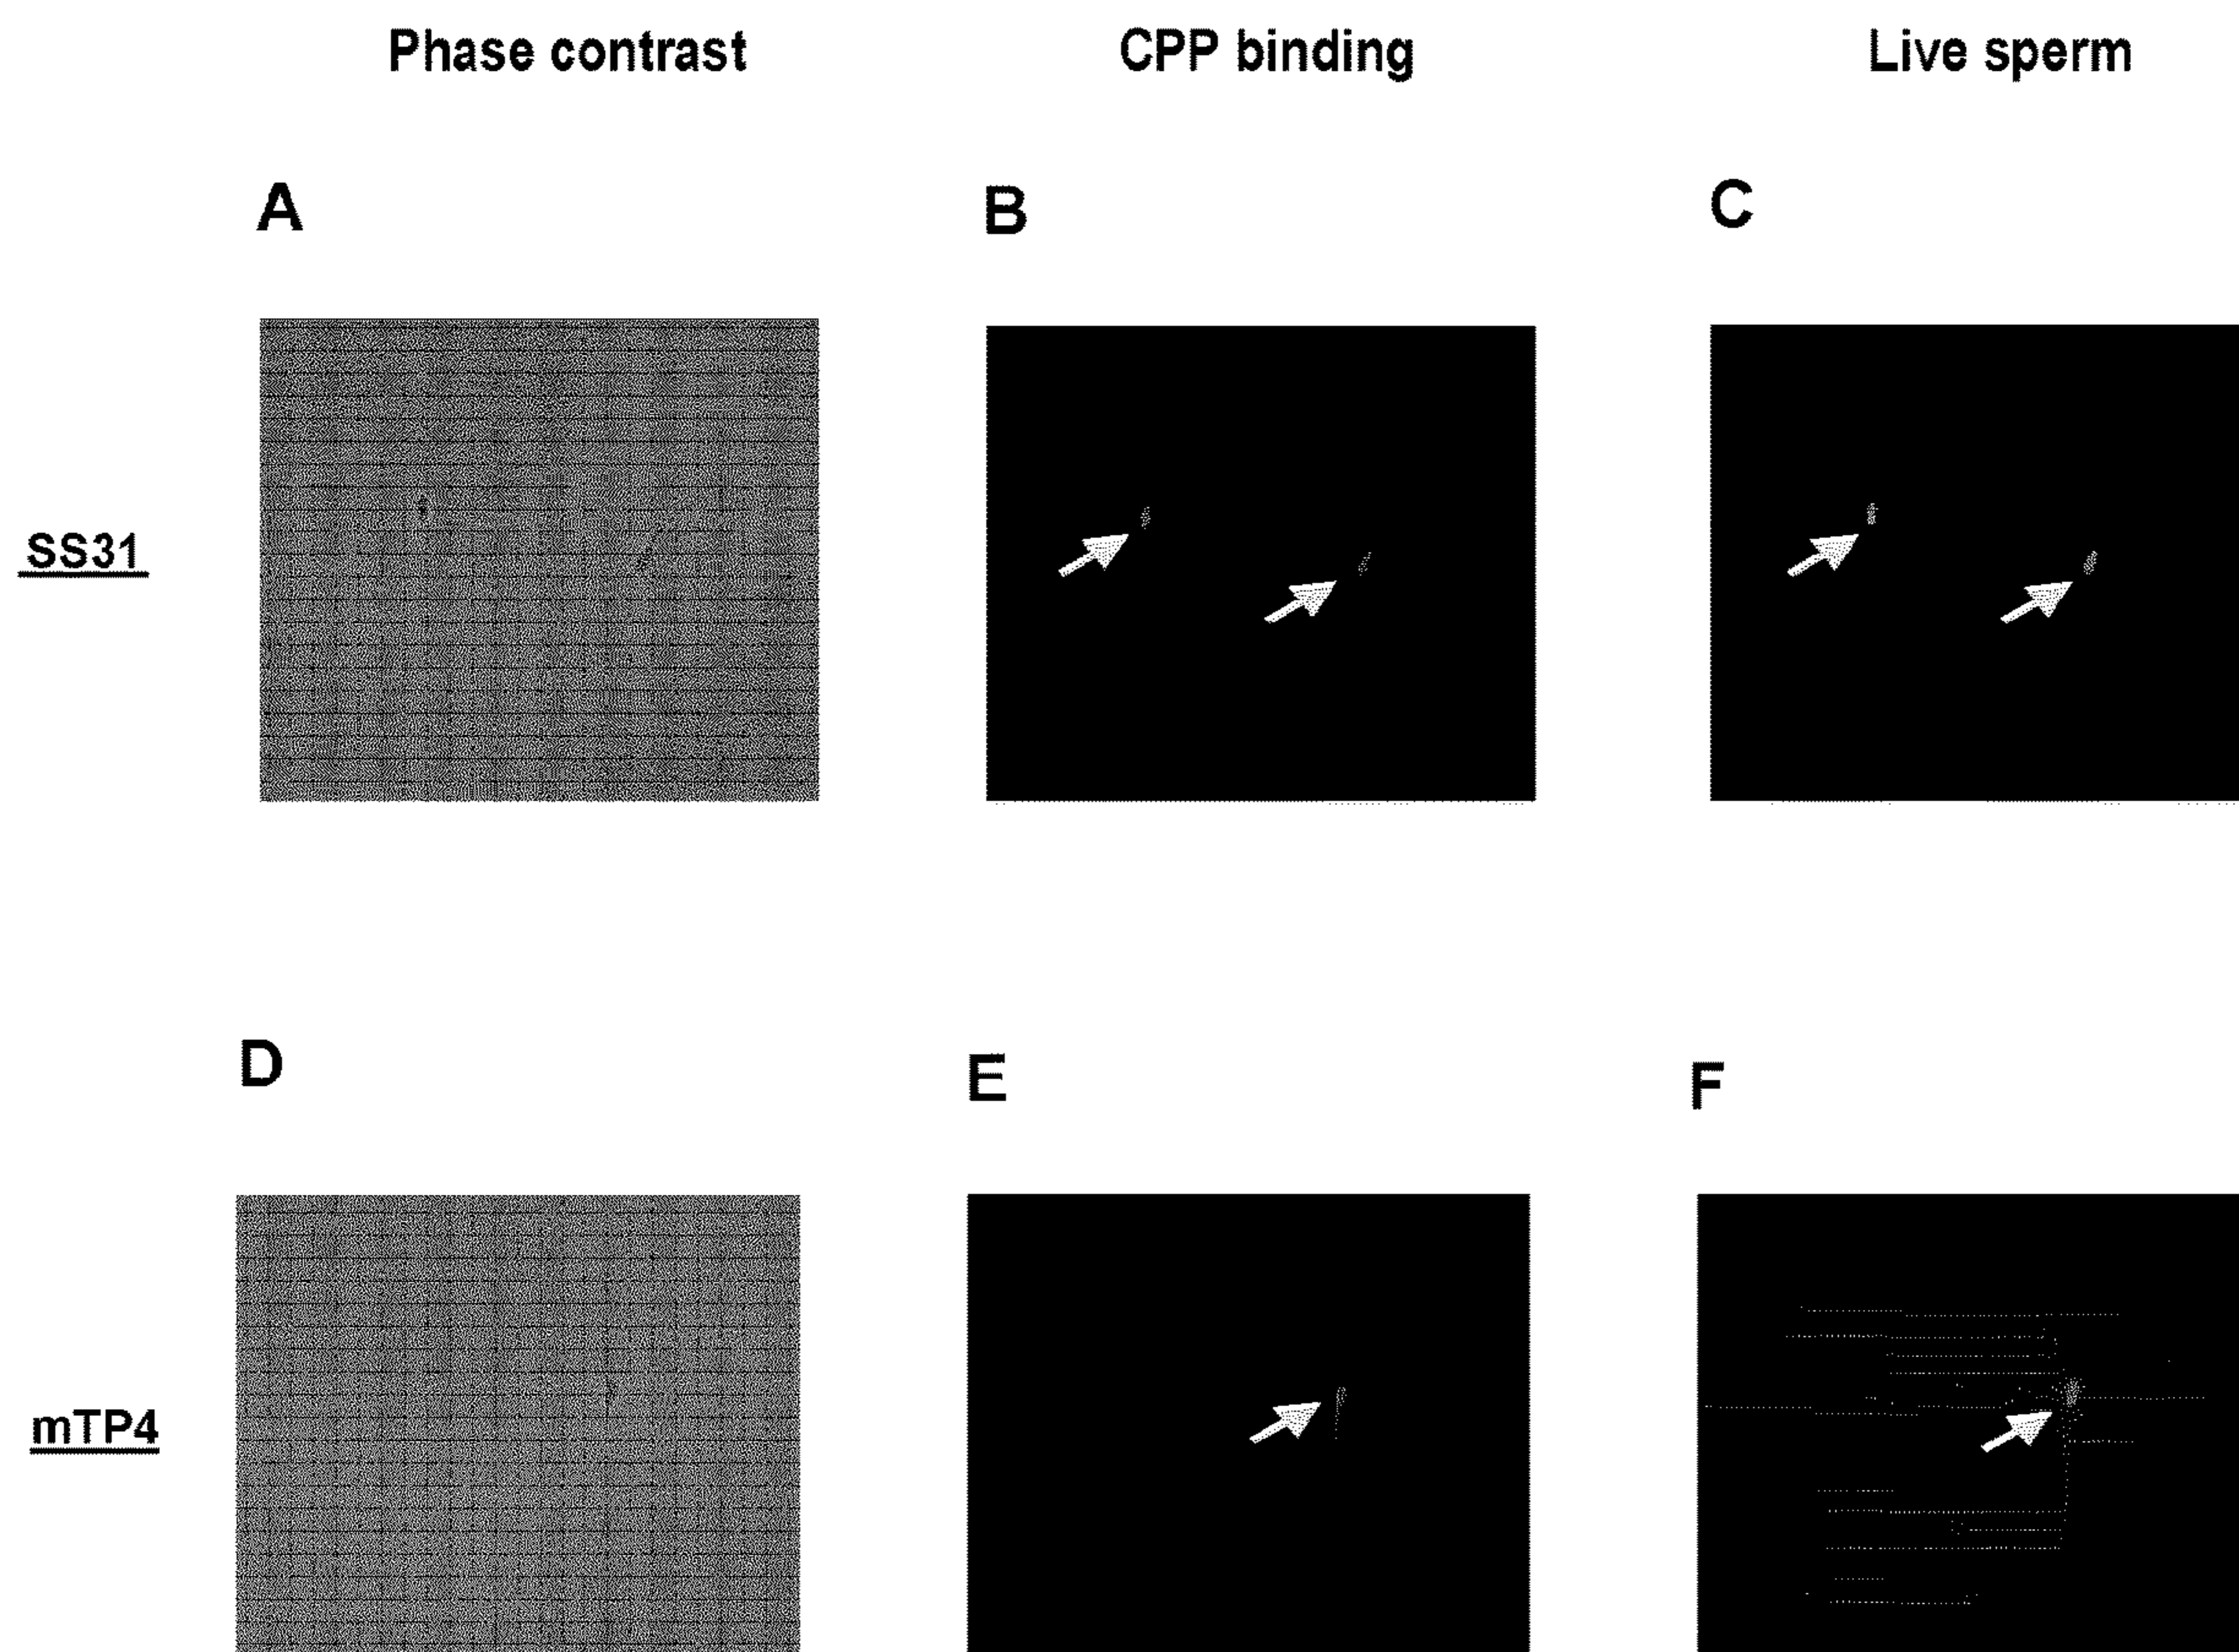 Phase contrast CPP binding Live sperm
A B C
SS31
D E F
mTP4